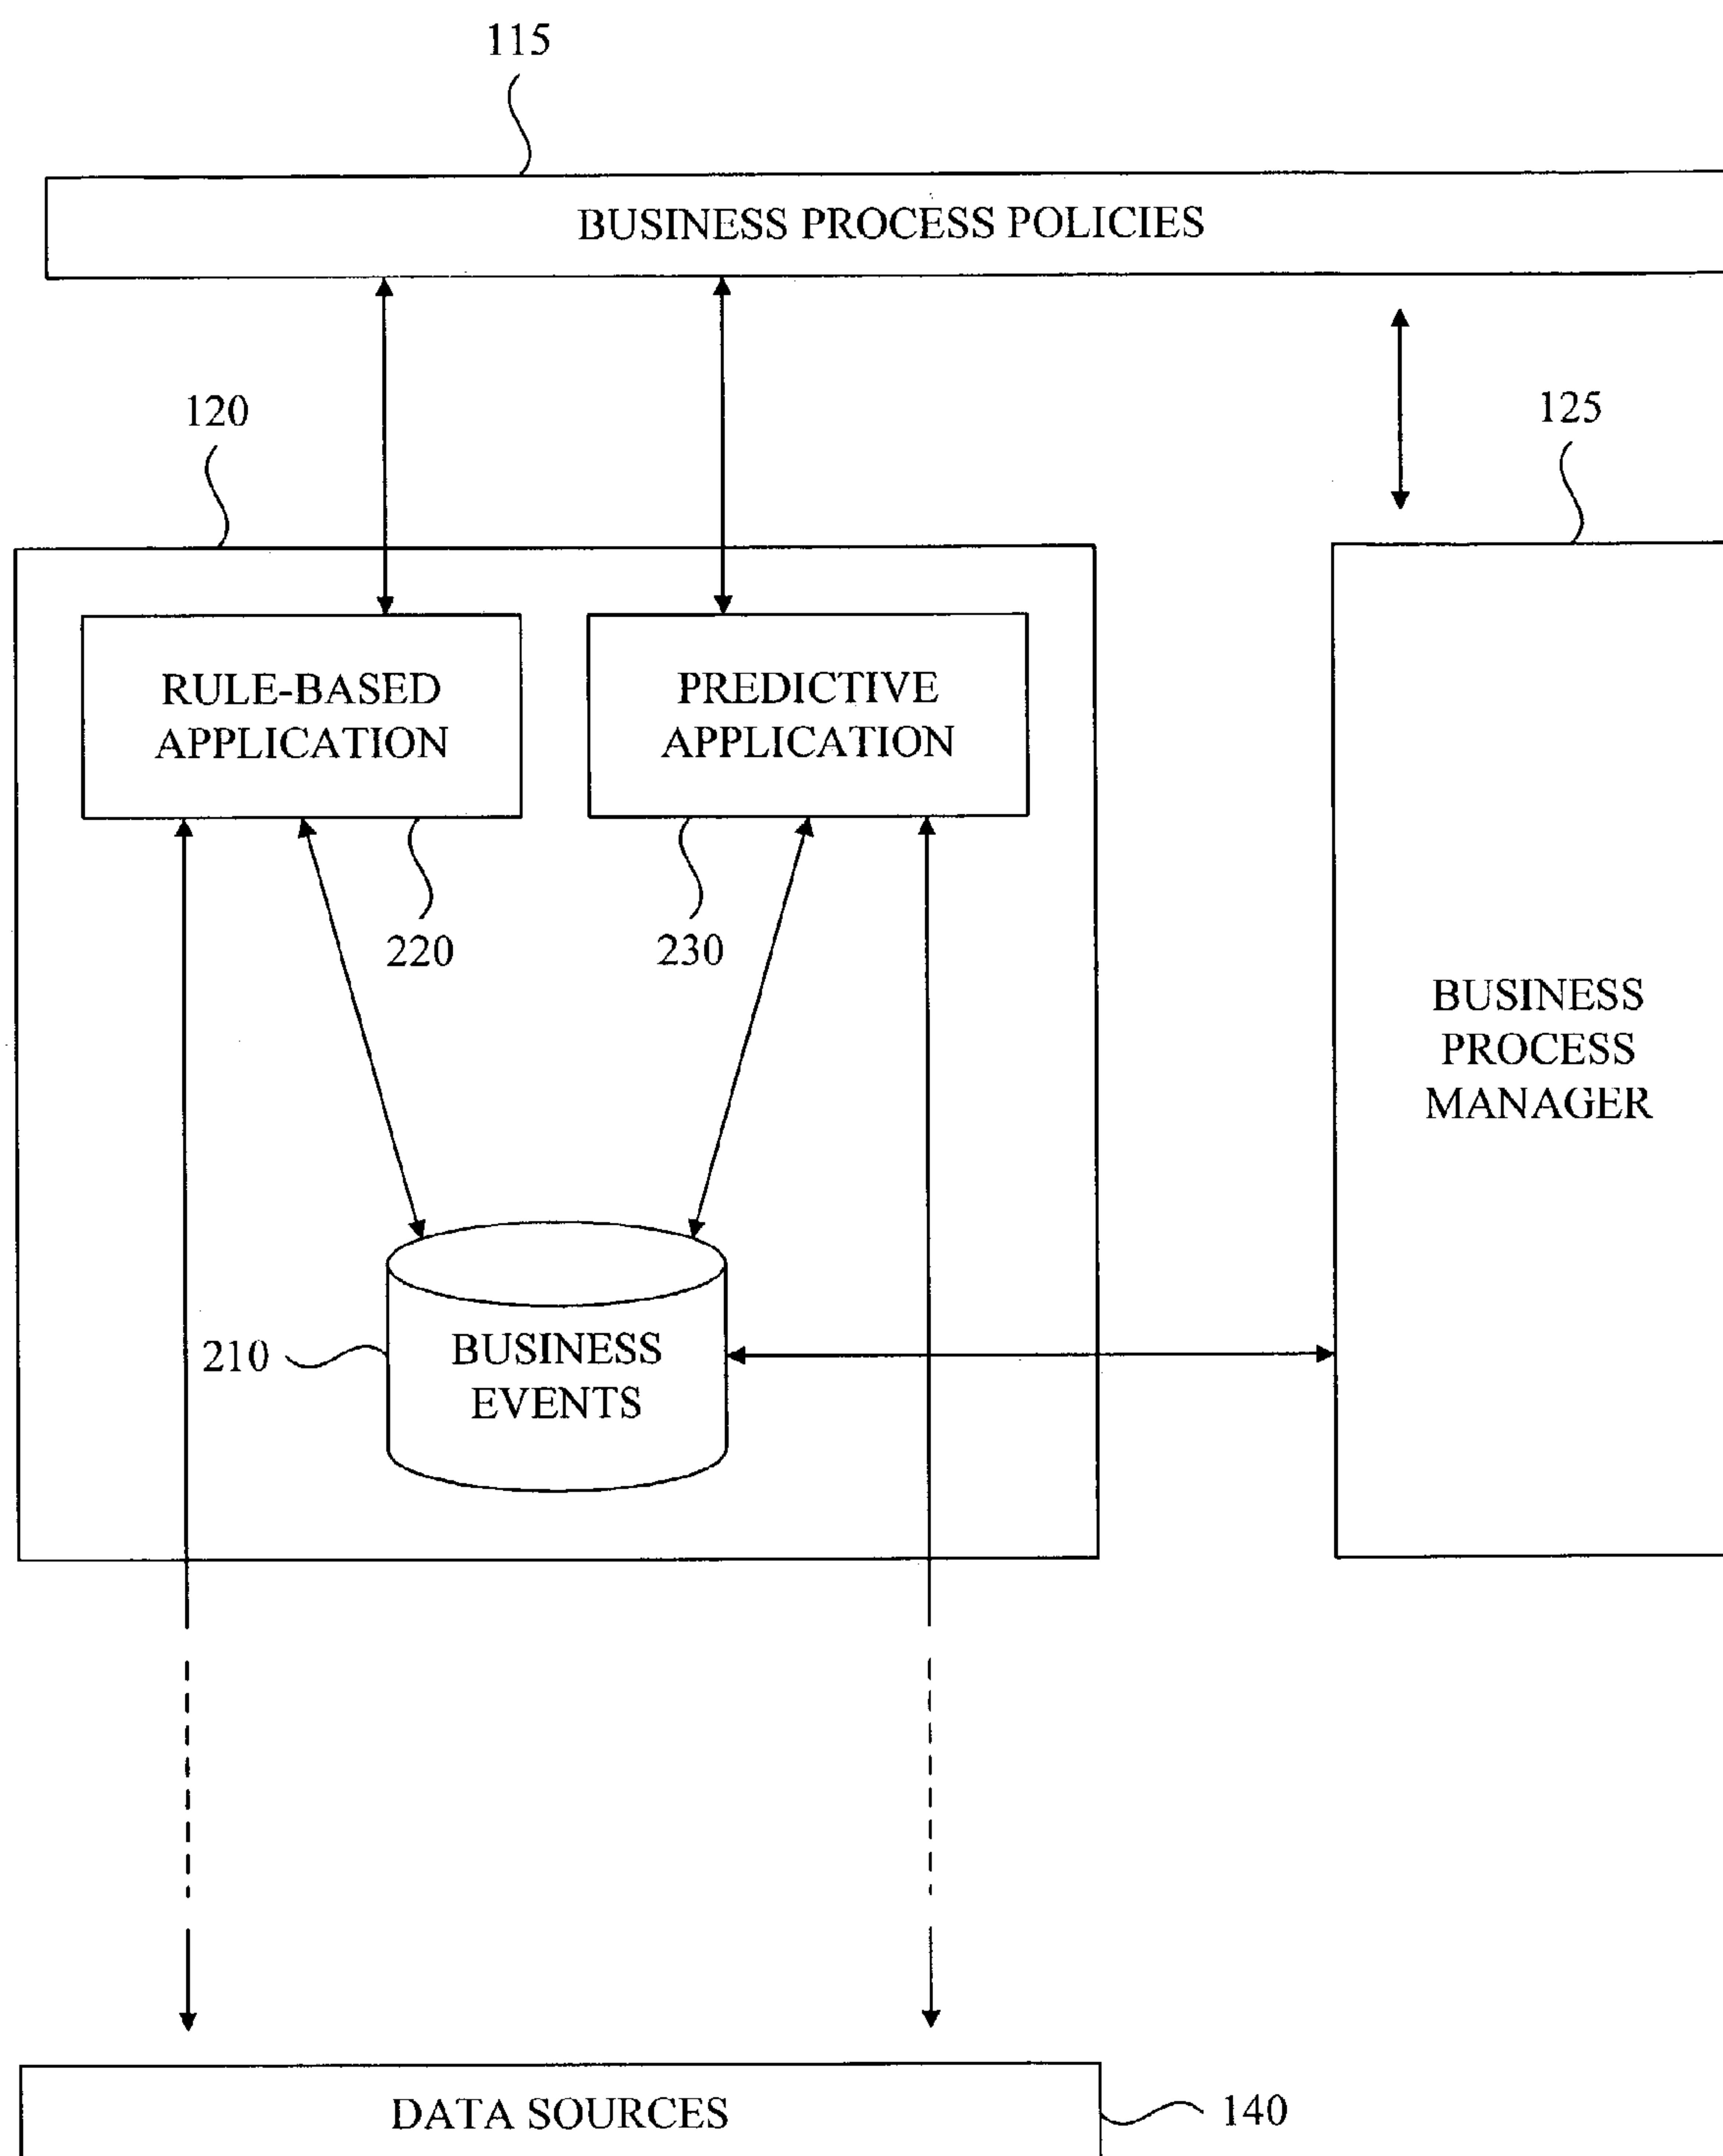 115
BUSINESS PROCESS POLICIES
120
125
RULE-BASED
APPLICATION
PREDICTIVE
APPLICATION
220
230
BUSINESS
PROCESS
MANAGER
210
BUSINESS
EVENTS
DATA SOURCES
140